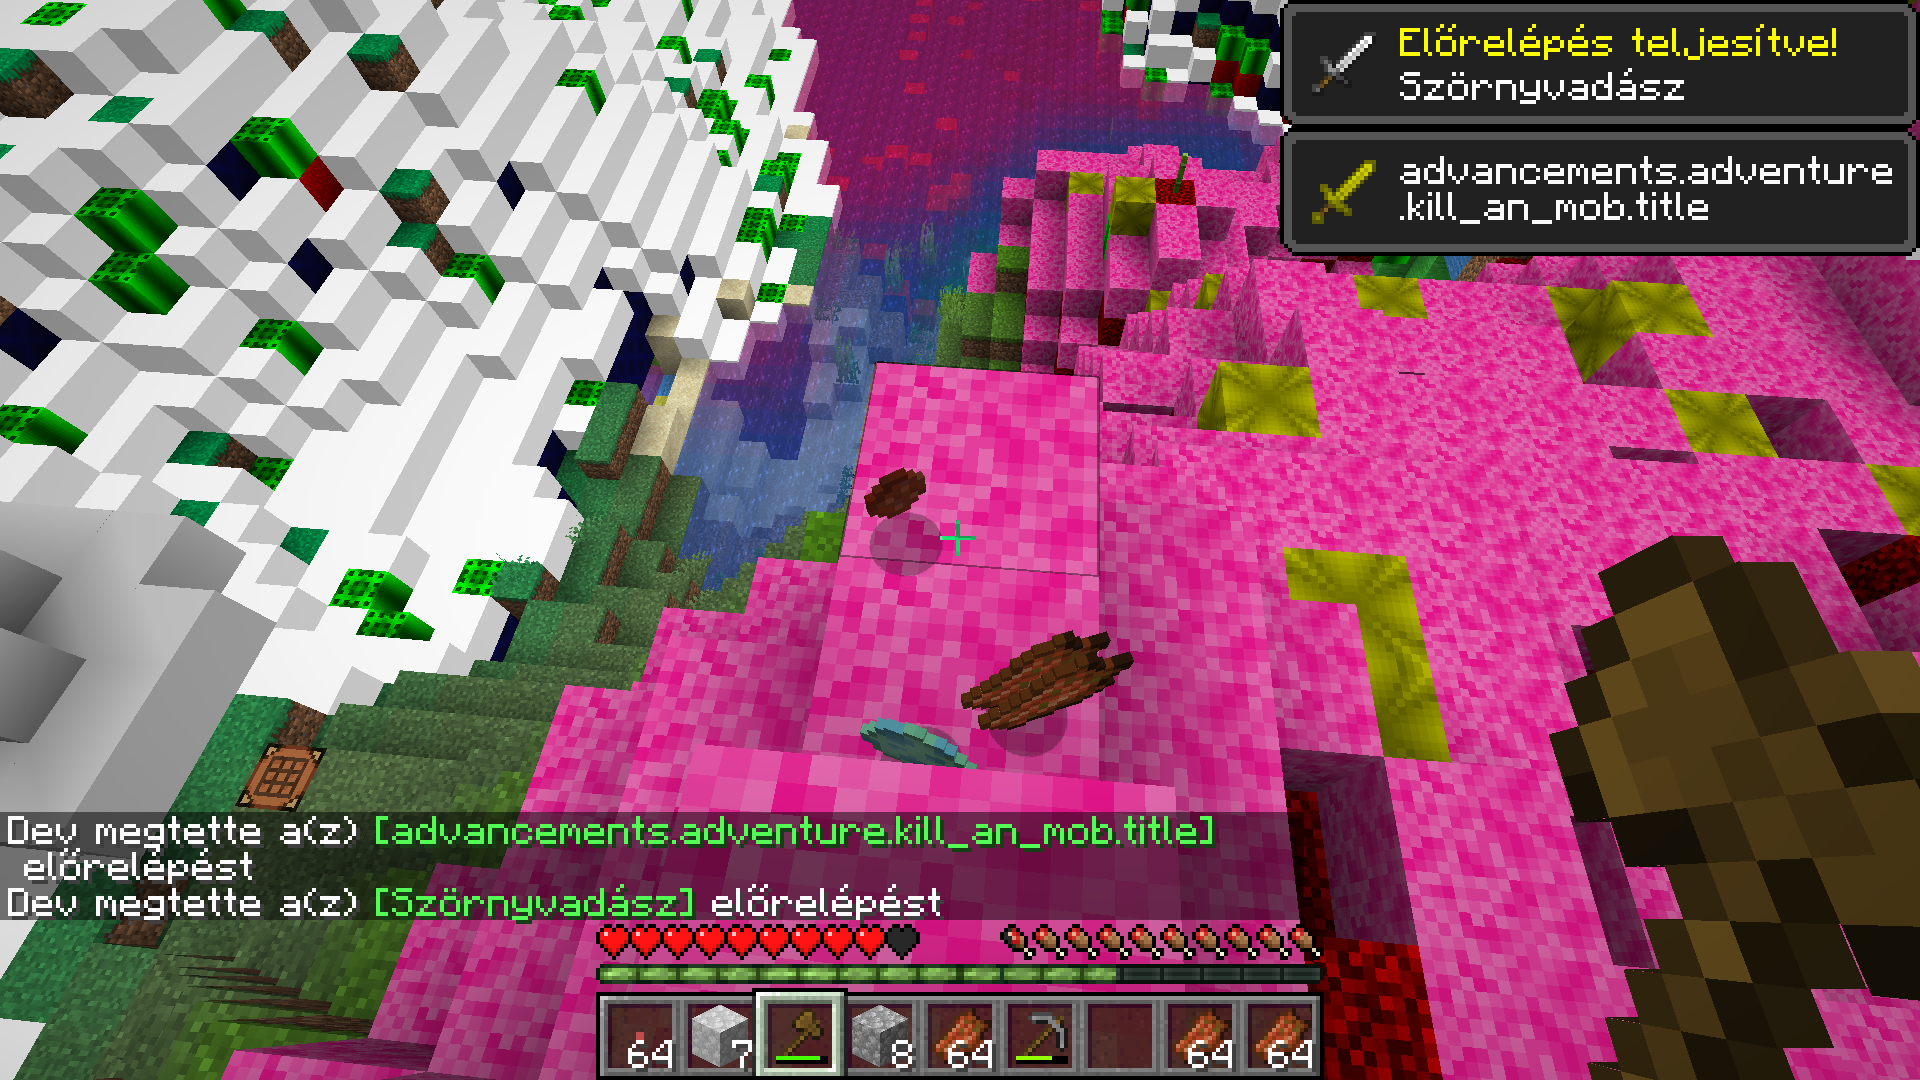 Előrelépés teljesítve!
Szörnyvadász
advancements.adventure
.kill_an_mob.title
Dev megtette a(z) [advancements.adventure.kill_an_mob.title]
előrelépést
Dev megtette a(z) [Szörnyvadász] előrelépést
64 7 8 64 64 64